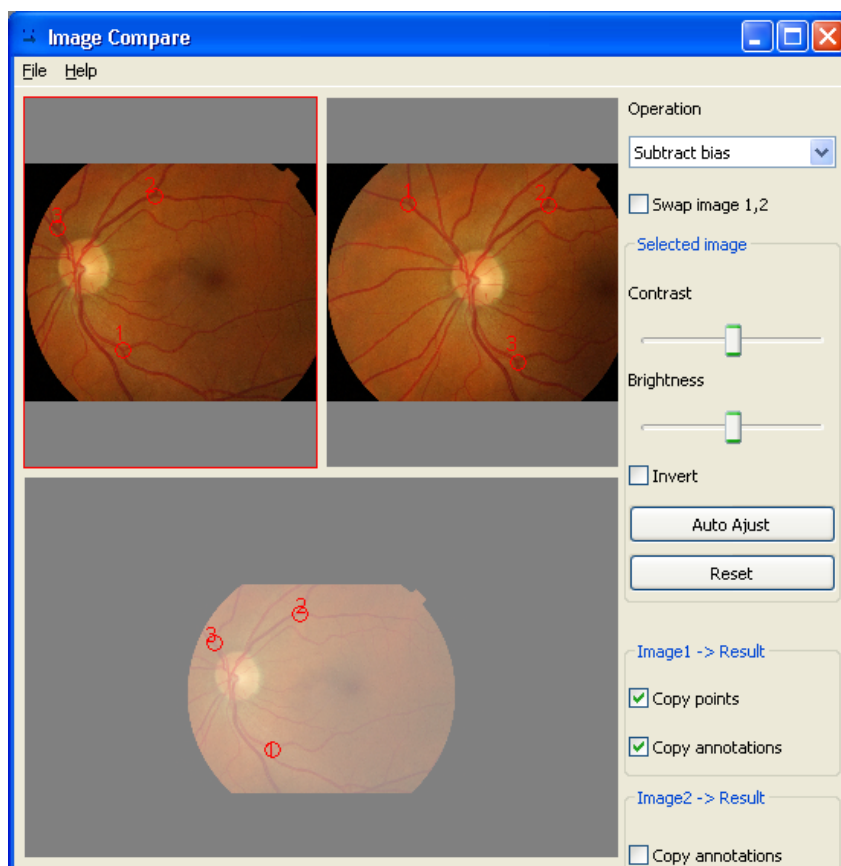 Image Compare
File Help
3
2
1
1
2
3
Operation
Subtract bias
Swap image 1,2
Selected image
Contrast
Brightness
Invert
Auto Ajust
Reset
3
2
1
Image1 -> Result
Copy points
Copy annotations
Image2 -> Result
Copy annotations